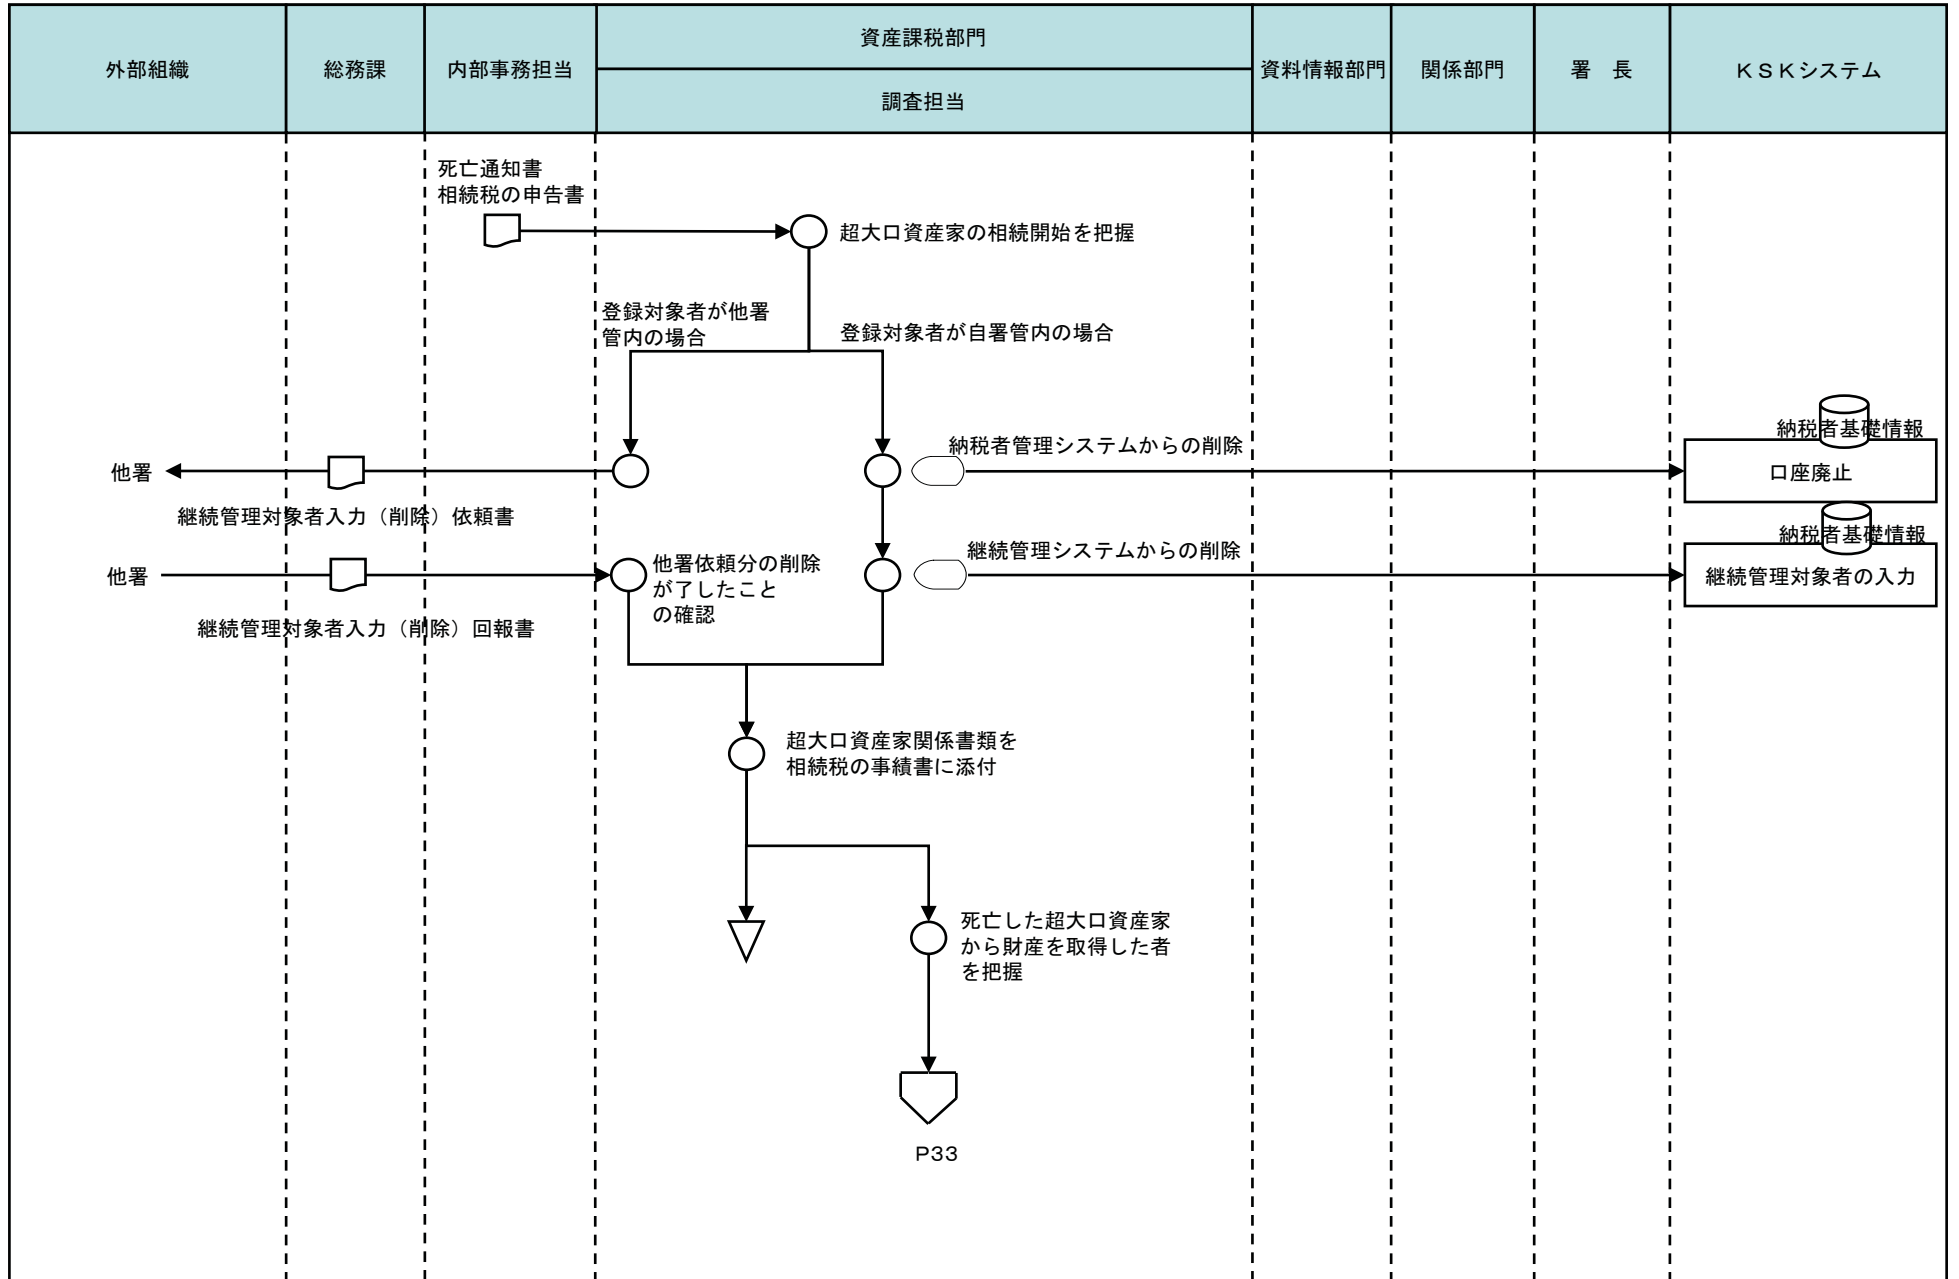 外部組織
総務課
内部事務担当
資産課税部門
調査担当
資料情報部門
関係部門
署　長
ＫＳＫシステム
死亡通知書
相続税の申告書
超大口資産家の相続開始を把握
登録対象者が他署
管内の場合
登録対象者が自署管内の場合
他署
継続管理対象者入力（削除）依頼書
納税者管理システムからの削除
納税者基礎情報
口座廃止
他署
継続管理対象者入力（削除）回報書
他署依頼分の削除
が了したこと
の確認
継続管理システムからの削除
納税者基礎情報
継続管理対象者の入力
超大口資産家関係書類を
相続税の事績書に添付
死亡した超大口資産家
から財産を取得した者
を把握
P33